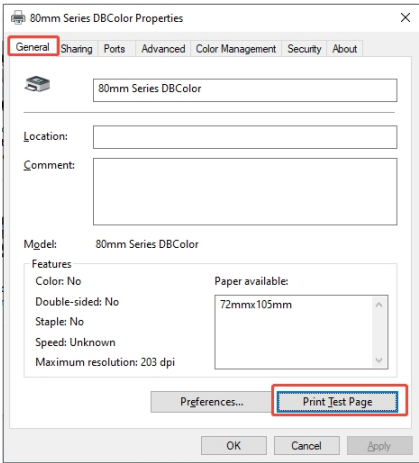 80mm Series DBColor Properties
General Sharing Ports Advanced Color Management Security About
80mm Series DBColor
Location:
Comment:
Model: 80mm Series DBColor
Features
Color: No
Double-sided: No
Staple: No
Speed: Unknown
Maximum resolution: 203 dpi
Paper available:
72mmx105mm
Preferences...
Print Test Page
OK Cancel Apply